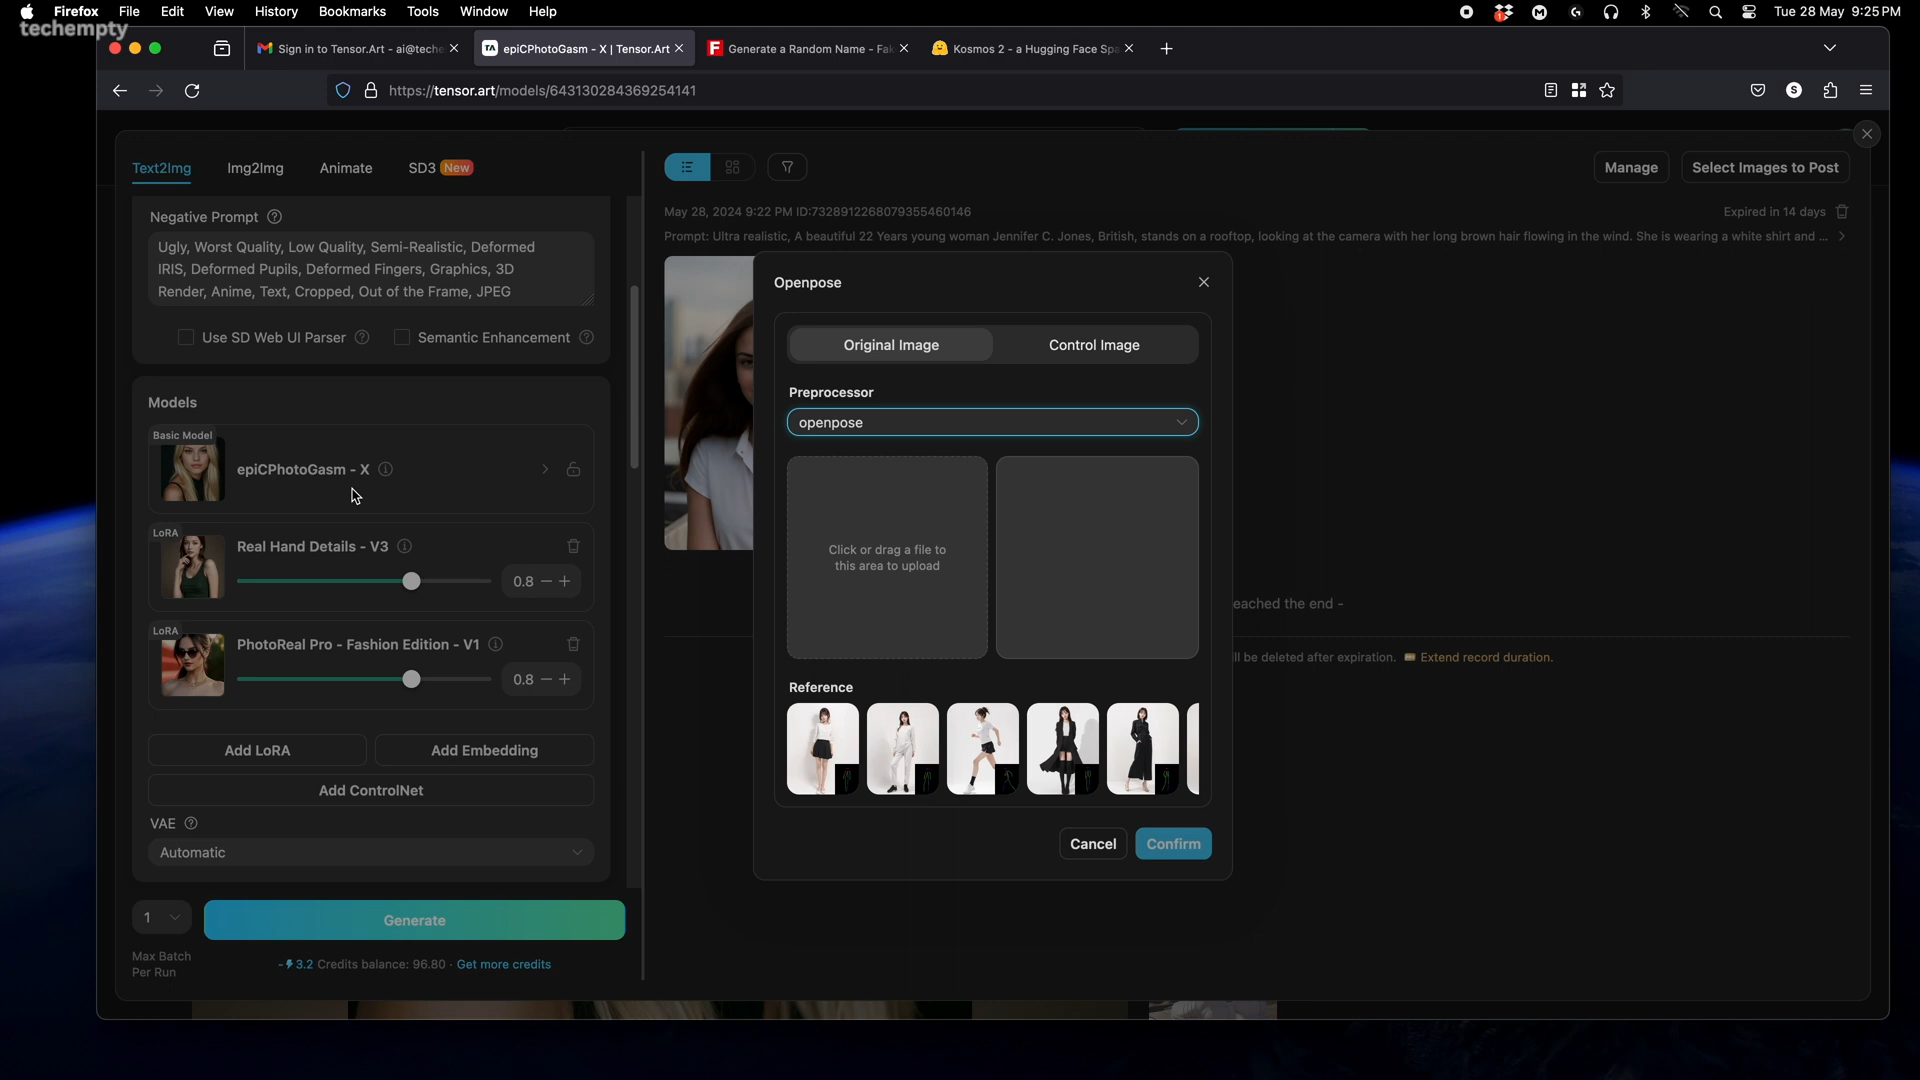 Firefox File Edit View History Bookmarks Tools Window Help
Tue 28 May 9:25 PM
techempty
Sign in to Tensor.Art - ai@teche
epiCPhotoGasm - X | Tensor.Art
Generate a Random Name - Fak
Kosmos 2 - a Hugging Face Spa
https://tensor.art/models/643130284369254141
Text2Img Img2Img Animate SD3 New
Manage Select Images to Post
Negative Prompt
Ugly, Worst Quality, Low Quality, Semi-Realistic, Deformed
IRIS, Deformed Pupils, Deformed Fingers, Graphics, 3D
Render, Anime, Text, Cropped, Out of the Frame, JPEG
Use SD Web UI Parser
Semantic Enhancement
Models
Basic Model
epiCPhotoGasm - X
LoRA
Real Hand Details - V3
0.8
LoRA
PhotoReal Pro - Fashion Edition - V1
0.8
Add LoRA
Add Embedding
Add ControlNet
VAE
Automatic
1
Generate
Max Batch
Per Run
3.2 Credits balance: 96.80 · Get more credits
May 28, 2024 9:22 PM ID:7328912268079355460146
Expired in 14 days
Prompt: Ultra realistic, A beautiful 22 Years young woman Jennifer C. Jones, British, stands on a rooftop, looking at the camera with her long brown hair flowing in the wind. She is wearing a white shirt and ...
Openpose
Original Image
Control Image
Preprocessor
openpose
Click or drag a file to
this area to upload
Reference
Cancel
Confirm
eached the end -
ll be deleted after expiration. Extend record duration.